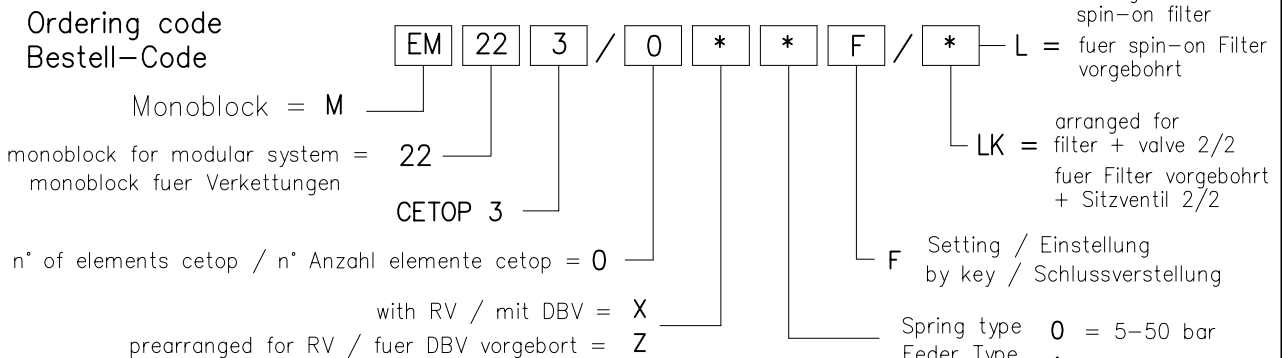 Ordering code
Bestell-Code
EM 22 3 / 0 * * F / *
L = spin-on filter
fuer spin-on Filter
vorgebohrt
Monoblock = M
monoblock for modular system = 22
monoblock fuer Verkettungen
LK = arranged for
filter + valve 2/2
fuer Filter vorgebohrt
+ Sitzventil 2/2
CETOP 3
n° of elements cetop / n° Anzahl elemente cetop = 0
F Setting / Einstellung
by key / Schlussverstellung
with RV / mit DBV = X
prearranged for RV / fuer DBV vorgebort = Z
Spring type 0 = 5-50 bar
Feder Type